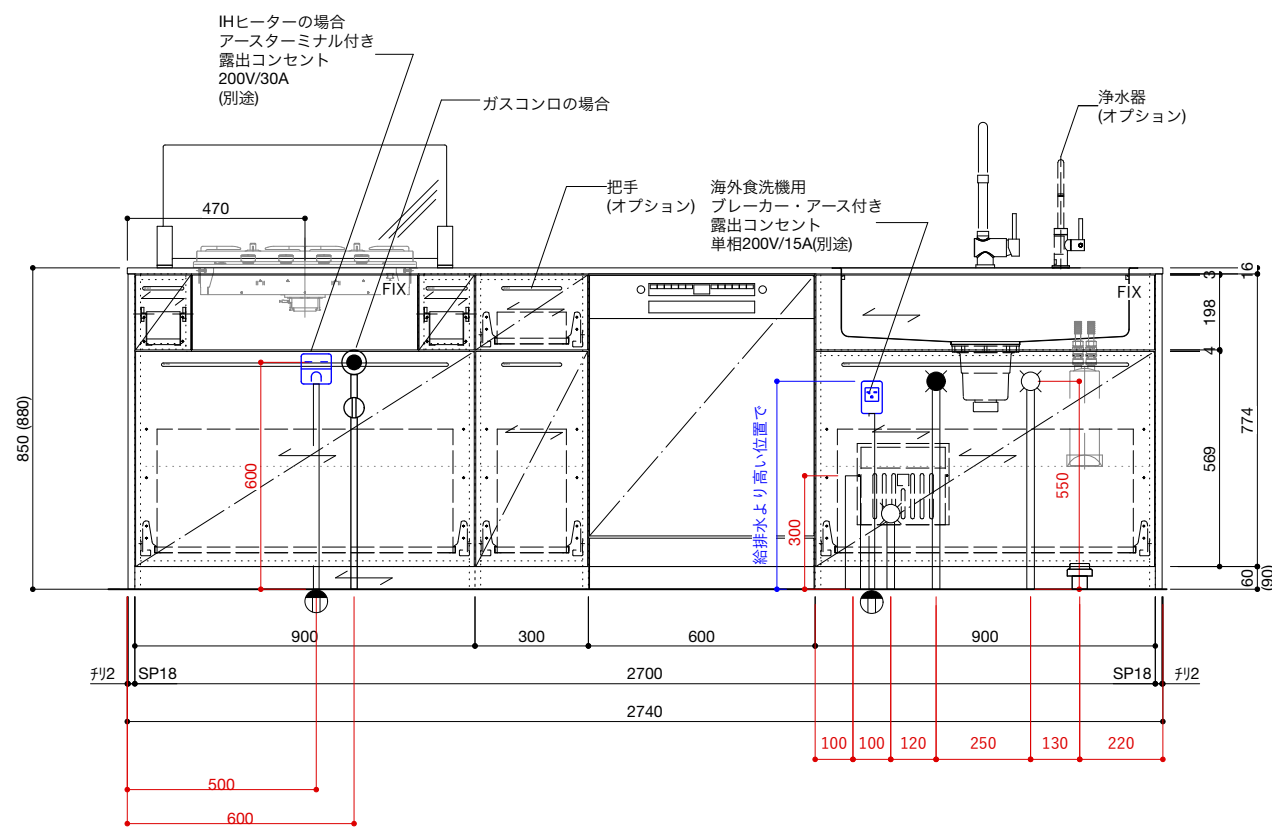 IHヒーターの場合
アースターミナル付き
露出コンセント
200V/30A
(別途)
ガスコンロの場合
浄水器
(オプション)
把手
(オプション)
海外食洗機用
ブレーカー・アース付き
露出コンセント
単相200V/15A(別途)
470
FIX
FIX
16
3
198
4
774
569
60
(90)
850 (880)
600
給排水より高い位置で
300
550
900
300
600
900
ﾁﾘ2
SP18
2700
SP18
ﾁﾘ2
2740
100
100
120
250
130
220
500
600